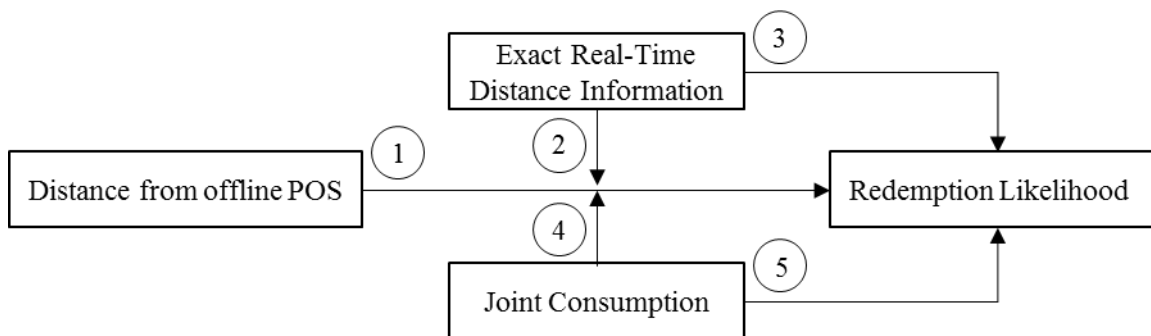 3
Exact Real-Time
Distance Information
2
1
Distance from offline POS
Redemption Likelihood
4
5
Joint Consumption